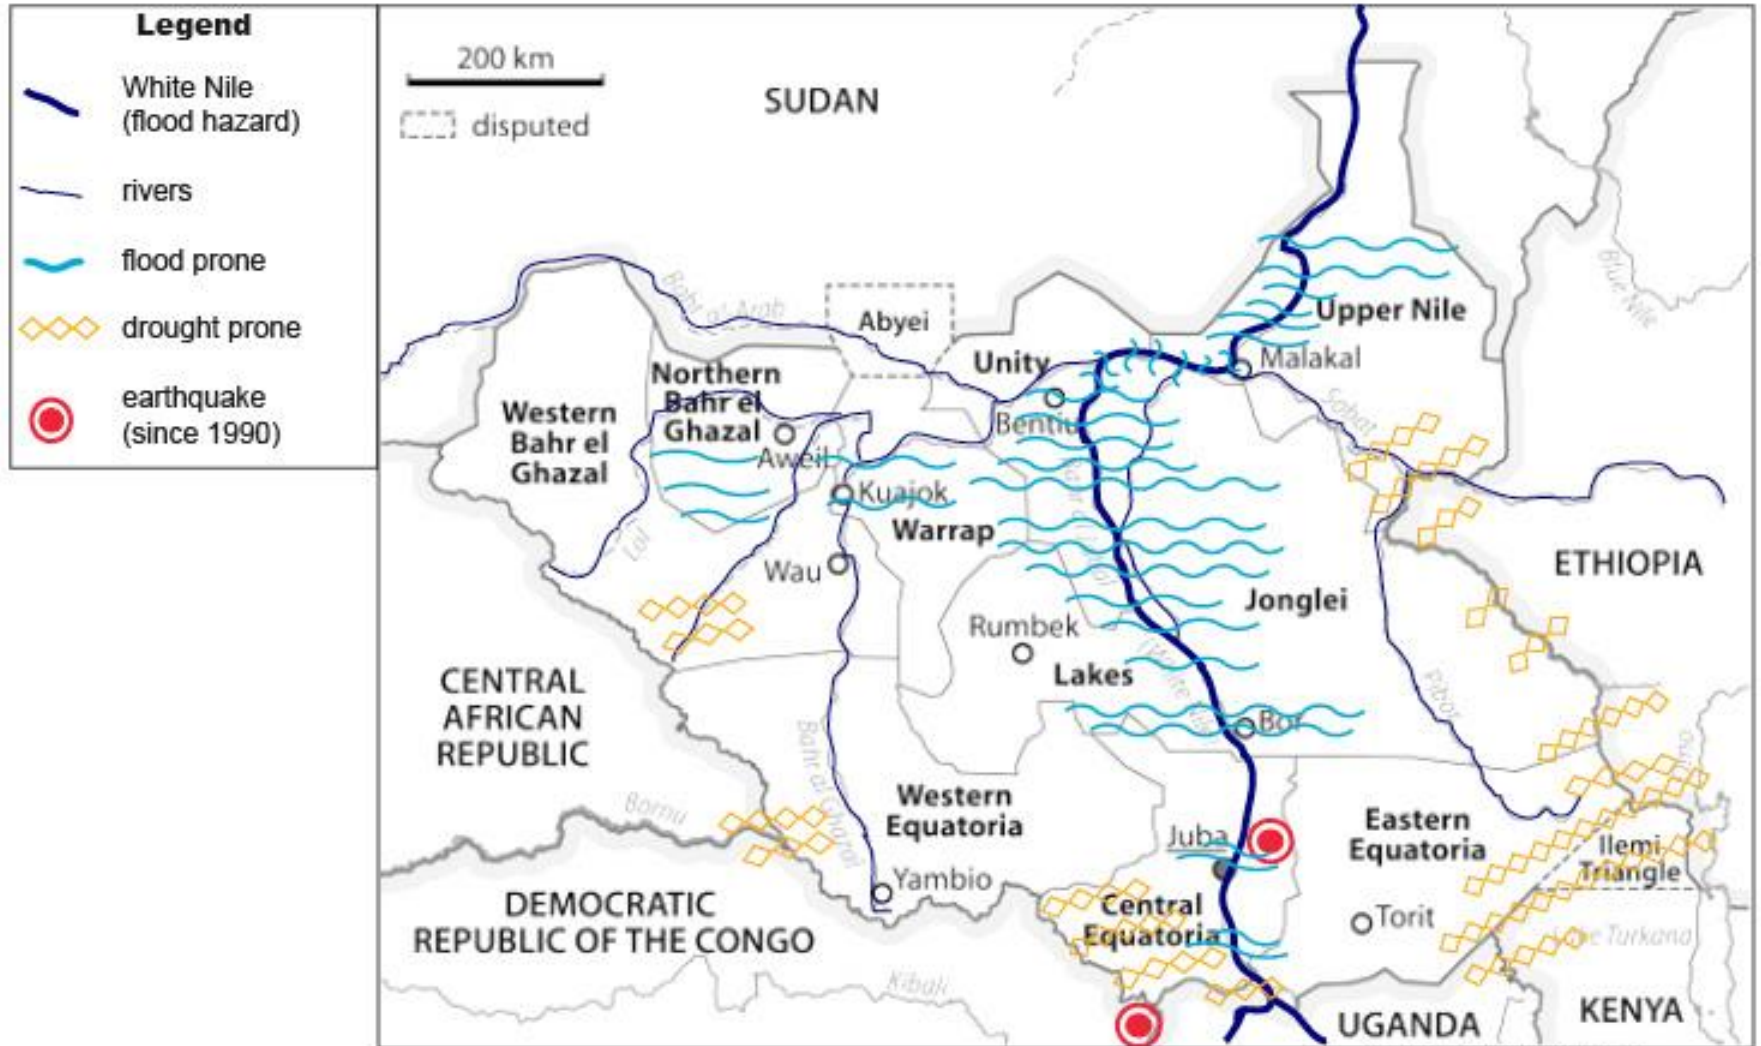 Legend
White Nile
(flood hazard)
rivers
flood prone
drought prone
earthquake
(since 1990)
200 km
disputed
SUDAN
Blue Nile
Bahr al Arab
Abyei
Upper Nile
Unity
Malakal
Northern
Bahr el
Ghazal
Western
Bahr el
Ghazal
Bentiu
Sobat
Aweil
Kuajok
Warrap
Lol
Wau
ETHIOPIA
Jonglei
Rumbek
Lakes
CENTRAL
AFRICAN
REPUBLIC
Pibor
Bor
Bahr al Gharal
Western
Equatoria
Bomu
Juba
Eastern
Equatoria
Ilemi
Triangle
Yambio
DEMOCRATIC
REPUBLIC OF THE CONGO
Central
Equatoria
Torit
Lake Turkana
Kibali
UGANDA
KENYA